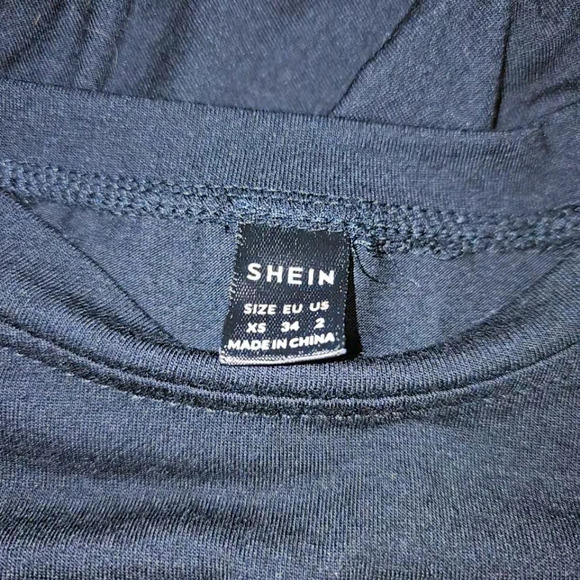 SHEIN
SIZE EU US
XS 34 2
MADE IN CHINA